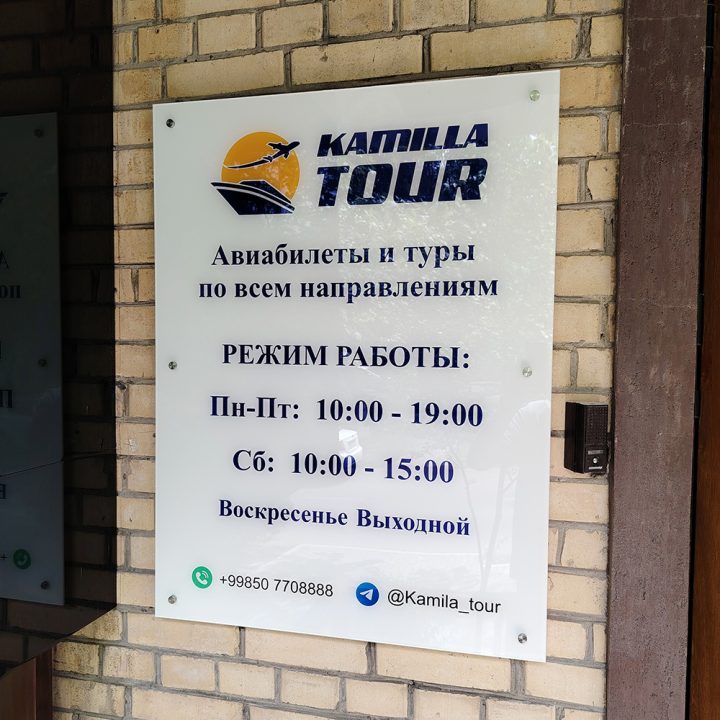 KAMILLA
TOUR
Авиабилеты и туры
по всем направлениям
РЕЖИМ РАБОТЫ:
Пн-Пт: 10:00 - 19:00
Сб: 10:00 - 15:00
Воскресенье Выходной
+99850 7708888
@Kamila_tour